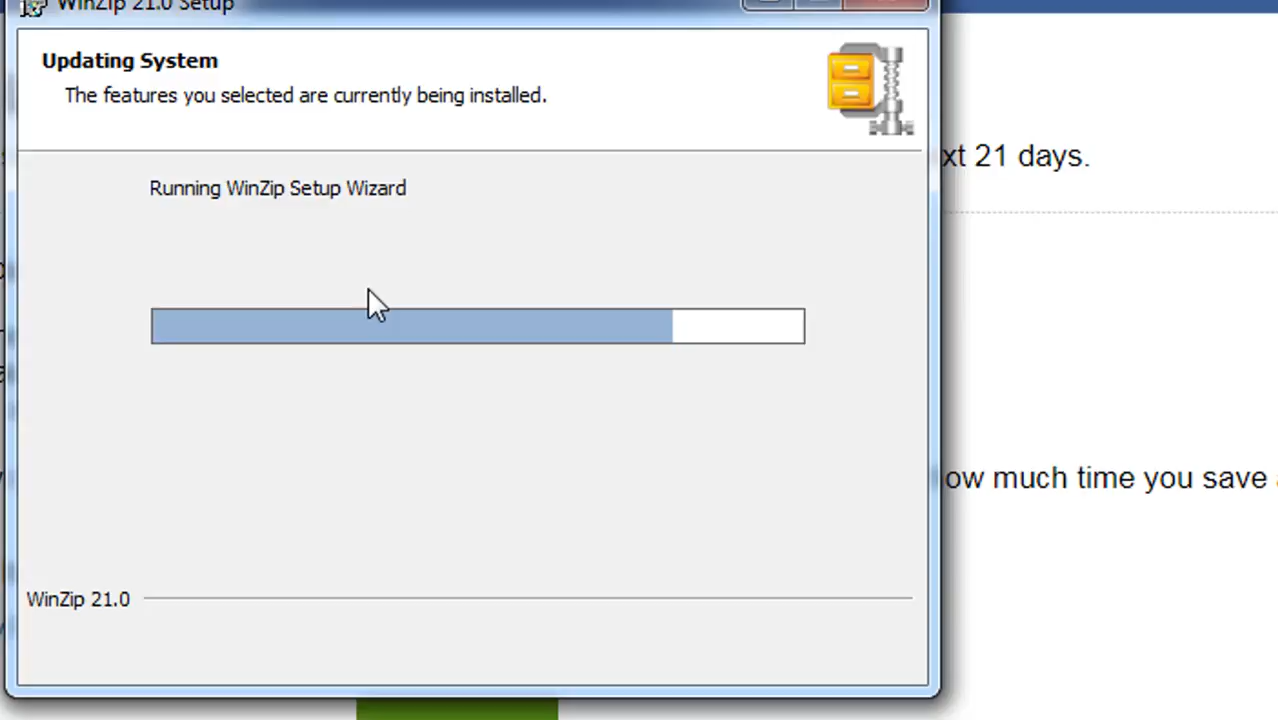 WinZip 21.0 Setup
Updating System
The features you selected are currently being installed.
xt 21 days.
Running WinZip Setup Wizard
ow much time you save
WinZip 21.0